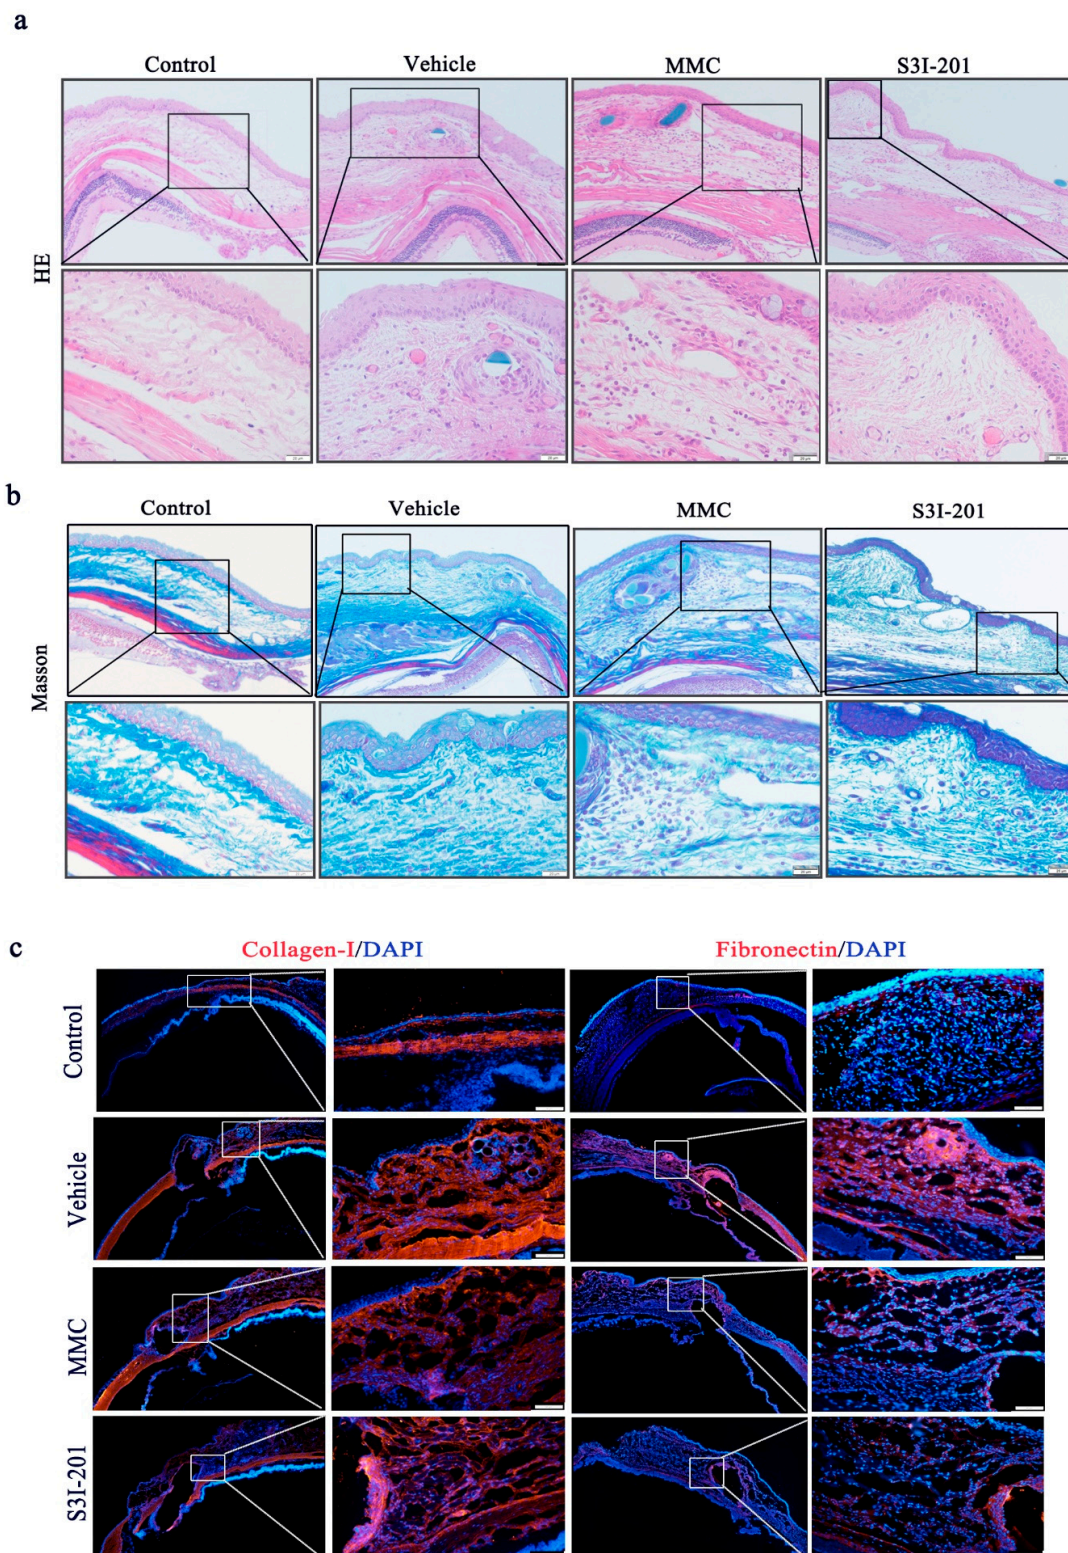 a
Control Vehicle MMC S3I-201
HE
b
Control Vehicle MMC S3I-201
Masson
c
Collagen-I/DAPI Fibronectin/DAPI
Control
Vehicle
MMC
S3I-201